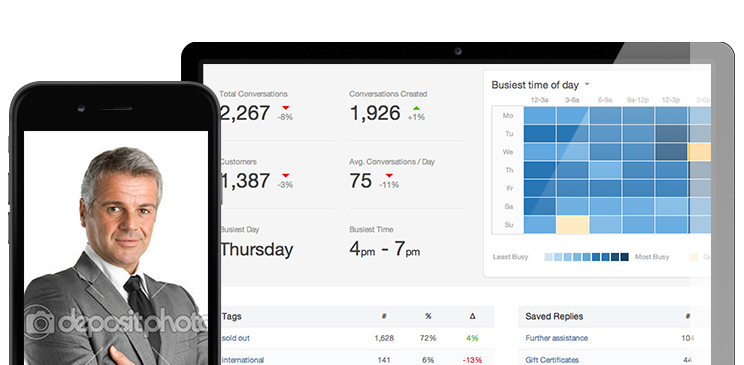 Total Conversations
2,267 -8%
Conversations Created
1,926 +1%
Customers
1,387 -3%
Avg. Conversations / Day
75 -11%
Busiest Day
Thursday
Busiest Time
4pm - 7pm
Busiest time of day
12-3a 3-6a 6-9a 9a-12p 12-3p 3-6p
Mo
Tu
We
Th
Fr
Sa
Su
Least Busy Most Busy
Tags # % Δ
sold out 1,628 72% 4%
international 141 6% -13%
Saved Replies #
Further assistance 104
Gift Certificates 44
depositphoto